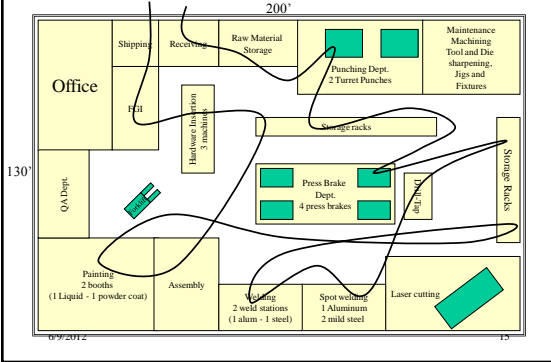 200'
Shipping
Receiving
Raw Material
Storage
Maintenance
Machining
Tool and Die
sharpening,
Jigs and
Fixtures
Punching Dept.
2 Turret Punches
Office
FGI
Hardware Insertion
3 machines
Storage racks
Storage Racks
130'
QA Dept.
Forklift
Press Brake
Dept.
4 press brakes
Drill-Tap
Painting
2 booths
(1 Liquid - 1 powder coat)
Assembly
Welding
2 weld stations
(1 alum - 1 steel)
Spot welding
1 Aluminum
2 mild steel
Laser cutting
6/9/2012
15